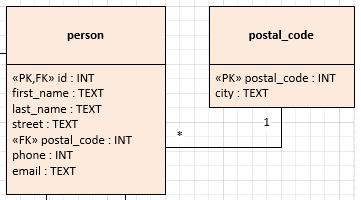 person
«PK,FK» id : INT
first_name : TEXT
last_name : TEXT
street : TEXT
«FK» postal_code : INT
phone : INT
email : TEXT
postal_code
«PK» postal_code : INT
city : TEXT
1
*